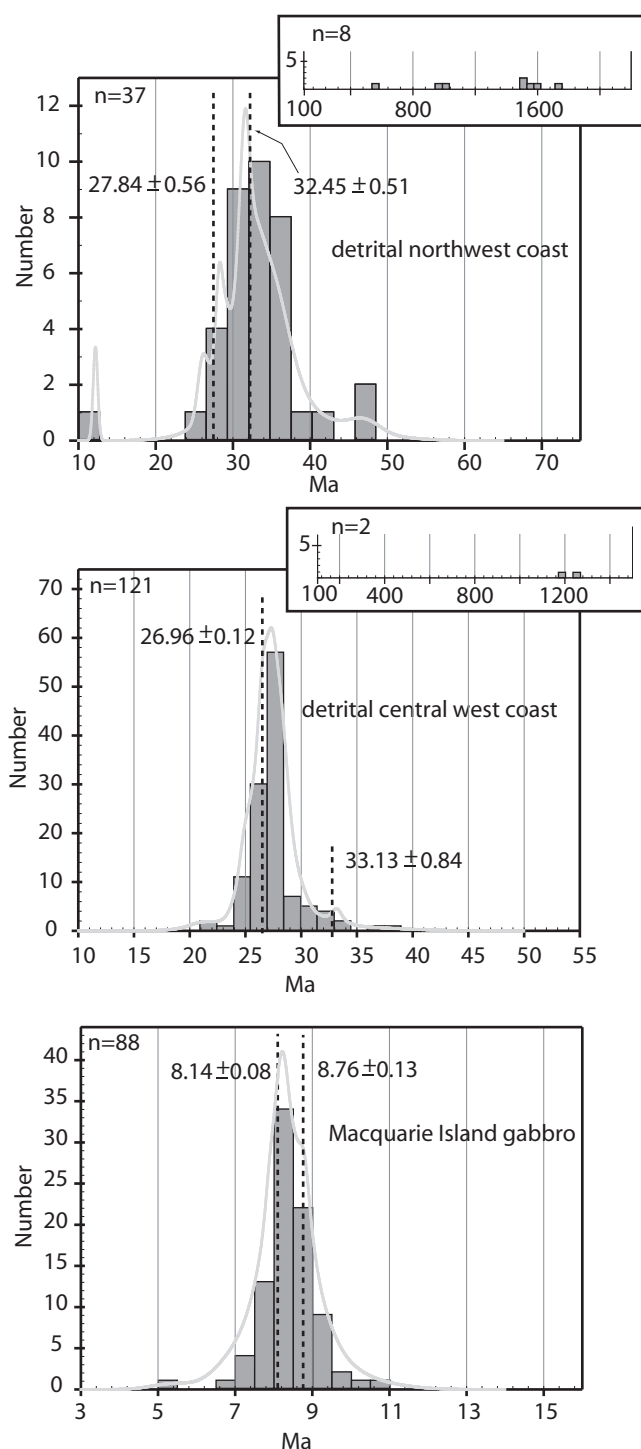 n=8
5
100 800 1600
n=37
12
10
8
6
4
2
0
Number
27.84 ±0.56
32.45 ±0.51
detrital northwest coast
10 20 30 40 50 60 70
Ma
n=2
5
100 400 800 1200
n=121
70
60
50
40
30
20
10
0
Number
26.96 ±0.12
detrital central west coast
33.13 ±0.84
10 15 20 25 30 35 40 45 50 55
Ma
n=88
40
35
30
25
20
15
10
5
0
Number
8.14 ±0.08
8.76 ±0.13
Macquarie Island gabbro
3 5 7 9 11 13 15
Ma